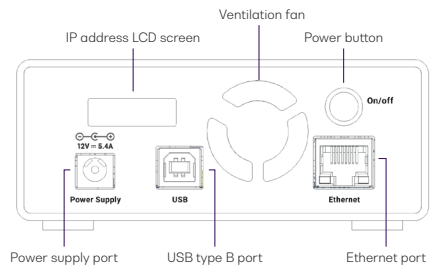 Ventilation fan
IP address LCD screen
Power button
On/off
12V ⎓ 5.4A
Power Supply
USB
Ethernet
Power supply port
USB type B port
Ethernet port